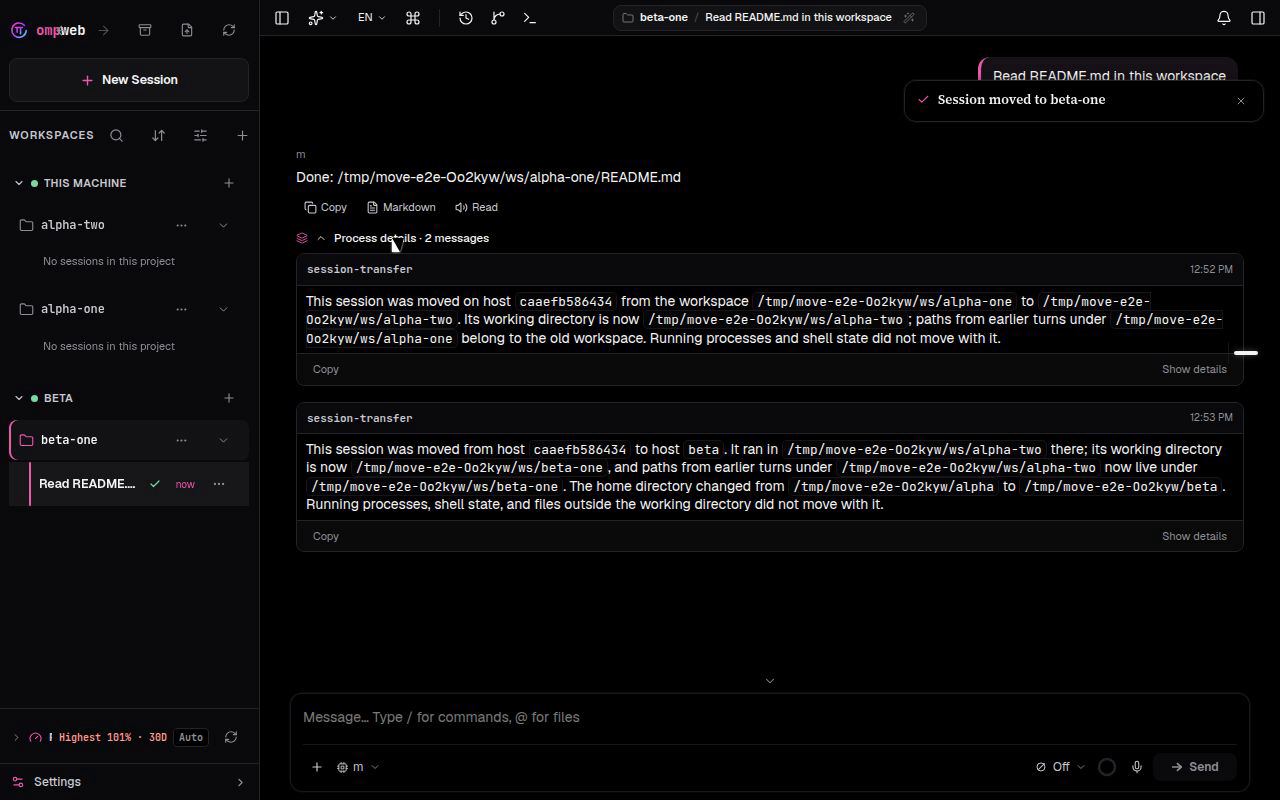 ompweb
EN
beta-one / Read README.md in this workspace
New Session
Read README.md in this workspace
Session moved to beta-one
WORKSPACES
THIS MACHINE
alpha-two
No sessions in this project
alpha-one
No sessions in this project
BETA
beta-one
Read README.... now
m
Done: /tmp/move-e2e-Oo2kyw/ws/alpha-one/README.md
Copy Markdown Read
Process details · 2 messages
session-transfer 12:52 PM
This session was moved on host caaefb586434 from the workspace /tmp/move-e2e-Oo2kyw/ws/alpha-one to /tmp/move-e2e-
Oo2kyw/ws/alpha-two . Its working directory is now /tmp/move-e2e-Oo2kyw/ws/alpha-two ; paths from earlier turns under /tmp/move-e2e-
Oo2kyw/ws/alpha-one belong to the old workspace. Running processes and shell state did not move with it.
Copy Show details
session-transfer 12:53 PM
This session was moved from host caaefb586434 to host beta . It ran in /tmp/move-e2e-Oo2kyw/ws/alpha-two there; its working directory
is now /tmp/move-e2e-Oo2kyw/ws/beta-one , and paths from earlier turns under /tmp/move-e2e-Oo2kyw/ws/alpha-two now live under
/tmp/move-e2e-Oo2kyw/ws/beta-one . The home directory changed from /tmp/move-e2e-Oo2kyw/alpha to /tmp/move-e2e-Oo2kyw/beta .
Running processes, shell state, and files outside the working directory did not move with it.
Copy Show details
Message… Type / for commands, @ for files
m Off Send
Highest 101% · 30D Auto
Settings